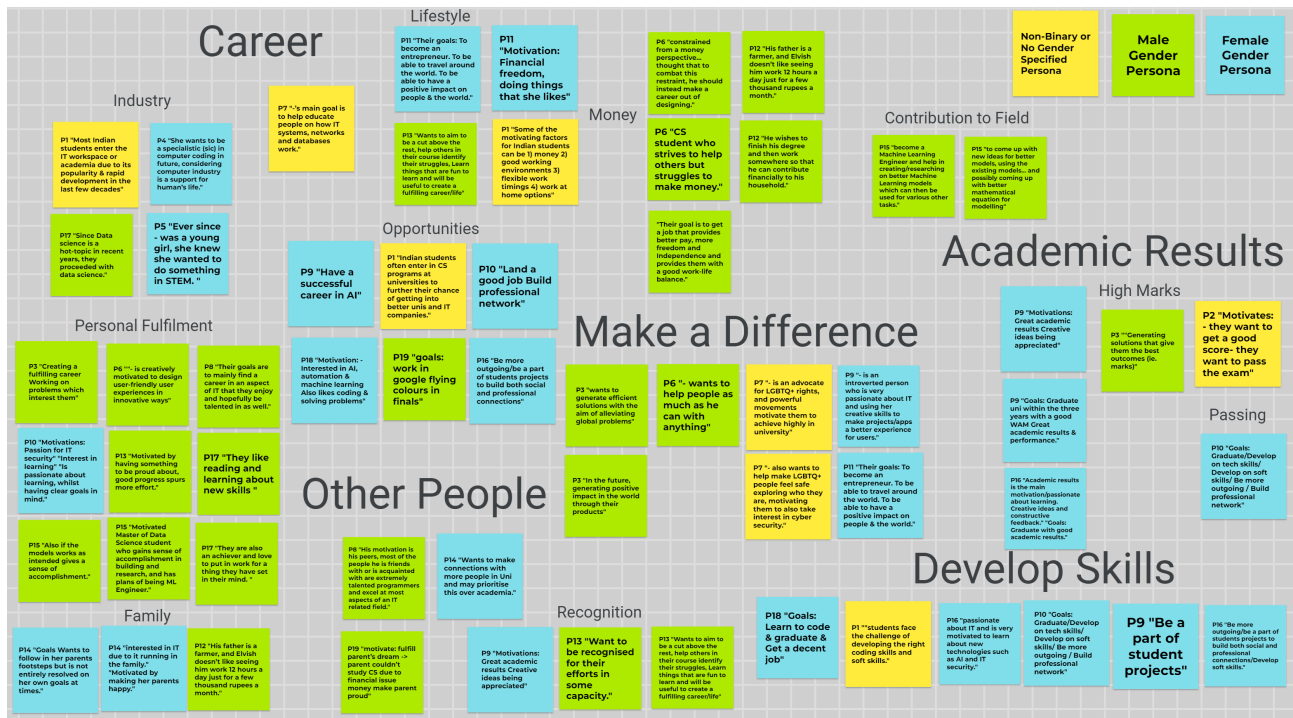 Career
Lifestyle
P11 "Their goals: To
become an
entrepreneur. To be
able to travel around
the world. To be
able to have a
positive impact on
people & the world."
P11
"Motivation:
Financial
freedom,
doing things
that she likes"
P13 "Wants to aim to
be a cut above the
rest, help others in
their course identify
their struggles, Learn
things that are fun to
learn and will be
useful to create a
fulfilling career/life"
P1 "Some of the
motivating factors
for Indian students
can be 1) money 2)
good working
environments 3)
flexible work
timings 4) work at
home options"
P7 "-'s main goal is
to help educate
people on how IT
systems, networks
and databases
work."
Industry
P1 "Most Indian
students enter the
IT workspace or
academia due to its
popularity & rapid
development in the
last few decades"
P4 "She wants to be
a specialistic (sic) in
computer coding in
future, considering
computer industry
is a support for
human's life."
P17 "Since Data
science is a
hot-topic in recent
years, they
proceeded with
data science."
P5 "Ever since
- was a young
girl, she knew
she wanted to
do something
in STEM. "
Money
P6 "constrained
from a money
perspective...
thought that to
combat this
restraint, he should
instead make a
career out of
designing."
P12 "His father is a
farmer, and Elvish
doesn't like seeing
him work 12 hours a
day just for a few
thousand rupees a
month."
P6 "CS
student who
strives to help
others but
struggles to
make money."
P12 "He wishes to
finish his degree
and then work
somewhere so that
he can contribute
financially to his
household."
"Their goal is to get
a job that provides
better pay, more
freedom and
Independence and
provides them with
a good work-life
balance."
Non-Binary or
No Gender
Specified
Persona
Male
Gender
Persona
Female
Gender
Persona
Contribution to Field
P15 "become a
Machine Learning
Engineer and help in
creating/researching
on better Machine
Learning models
which can then be
used for various other
tasks."
P15 "to come up with
new ideas for better
models, using the
existing models... and
possibly coming up
with better
mathematical
equation for
modelling"
Opportunities
P9 "Have a
successful
career in AI"
P1 "Indian students
often enter in CS
programs at
universities to
further their chance
of getting into
better unis and IT
companies."
P10 "Land a
good job Build
professional
network"
P18 "Motivation: -
Interested in AI,
automation &
machine learning
Also likes coding &
solving problems"
P19 "goals:
work in
google flying
colours in
finals"
P16 "Be more
outgoing/be a part
of students projects
to build both social
and professional
connections"
Personal Fulfilment
P3 "Creating a
fulfilling career
Working on
problems which
interest them"
P6 ""- is creatively
motivated to design
user-friendly user
experiences in
innovative ways"
P8 "Their goals are
to mainly find a
career in an aspect
of IT that they enjoy
and hopefully be
talented in as well."
P10 "Motivations:
Passion for IT
security" "Interest in
learning" "Is
passionate about
learning, whilst
having clear goals in
mind."
P13 "Motivated by
having something
to be proud about,
good progress spurs
more effort."
P17 "They like
reading and
learning about
new skills "
P15 "Also if the
models works as
intended gives a
sense of
accomplishment."
P15 "Motivated
Master of Data
Science student
who gains sense of
accomplishment in
building and
research, and has
plans of being ML
Engineer."
P17 "They are also
an achiever and love
to put in work for a
thing they have set
in their mind. "
Family
P14 "Goals Wants to
follow in her parents
footsteps but is not
entirely resolved on
her own goals at
times."
P14 "interested in IT
due to it running in
the family."
"Motivated by
making her parents
happy."
P12 "His father is a
farmer, and Elvish
doesn't like seeing
him work 12 hours a
day just for a few
thousand rupees a
month."
Other People
P8 "His motivation is
his peers, most of the
people he is friends
with or is acquainted
with are extremely
talented programmers
and excel at most
aspects of an IT
related field."
P14 "Wants to make
connections with
more people in Uni
and may prioritise
this over academia."
P19 "motivate: fulfill
parent's dream ->
parent couldn't
study CS due to
financial issue
money make parent
proud"
Recognition
P9 "Motivations:
Great academic
results Creative
ideas being
appreciated"
P13 "Want to
be recognised
for their
efforts in
some
capacity."
P13 "Wants to aim to
be a cut above the
rest, help others in
their course identify
their struggles, Learn
things that are fun to
learn and will be
useful to create a
fulfilling career/life"
Make a Difference
P3 "wants to
generate efficient
solutions with the
aim of alleviating
global problems"
P6 "- wants to
help people as
much as he
can with
anything"
P7 "- is an advocate
for LGBTQ+ rights,
and powerful
movements
motivate them to
achieve highly in
university"
P9 "- is an
introverted person
who is very
passionate about IT
and using her
creative skills to
make projects/apps
a better experience
for users."
P3 "In the future,
generating positive
impact in the world
through their
products"
P7 "- also wants to
help make LGBTQ+
people feel safe
exploring who they
are, motivating
them to also take
interest in cyber
security."
P11 "Their goals: To
become an
entrepreneur. To be
able to travel around
the world. To be
able to have a
positive impact on
people & the world."
Academic Results
High Marks
P9 "Motivations:
Great academic
results Creative
ideas being
appreciated"
P3 ""Generating
solutions that give
them the best
outcomes (ie.
marks)"
P2 "Motivates:
- they want to
get a good
score- they
want to pass
the exam"
P9 "Goals: Graduate
uni within the three
years with a good
WAM Great
academic results &
performance."
P16 "Academic results
is the main
motivation/passionate
about learning.
Creative ideas and
constructive
feedback." "Goals:
Graduate with good
academic results."
Passing
P10 "Goals:
Graduate/Develop
on tech skills/
Develop on soft
skills/ Be more
outgoing / Build
professional
network"
Develop Skills
P18 "Goals:
Learn to code
& graduate &
Get a decent
job"
P1 ""students face
the challenge of
developing the right
coding skills and
soft skills."
P16 "passionate
about IT and is very
motivated to learn
about new
technologies such
as AI and IT
security."
P10 "Goals:
Graduate/Develop
on tech skills/
Develop on soft
skills/ Be more
outgoing / Build
professional
network"
P9 "Be a
part of
student
projects"
P16 "Be more
outgoing/be a part of
students projects to
build both social and
professional
connections/Develop
soft skills."